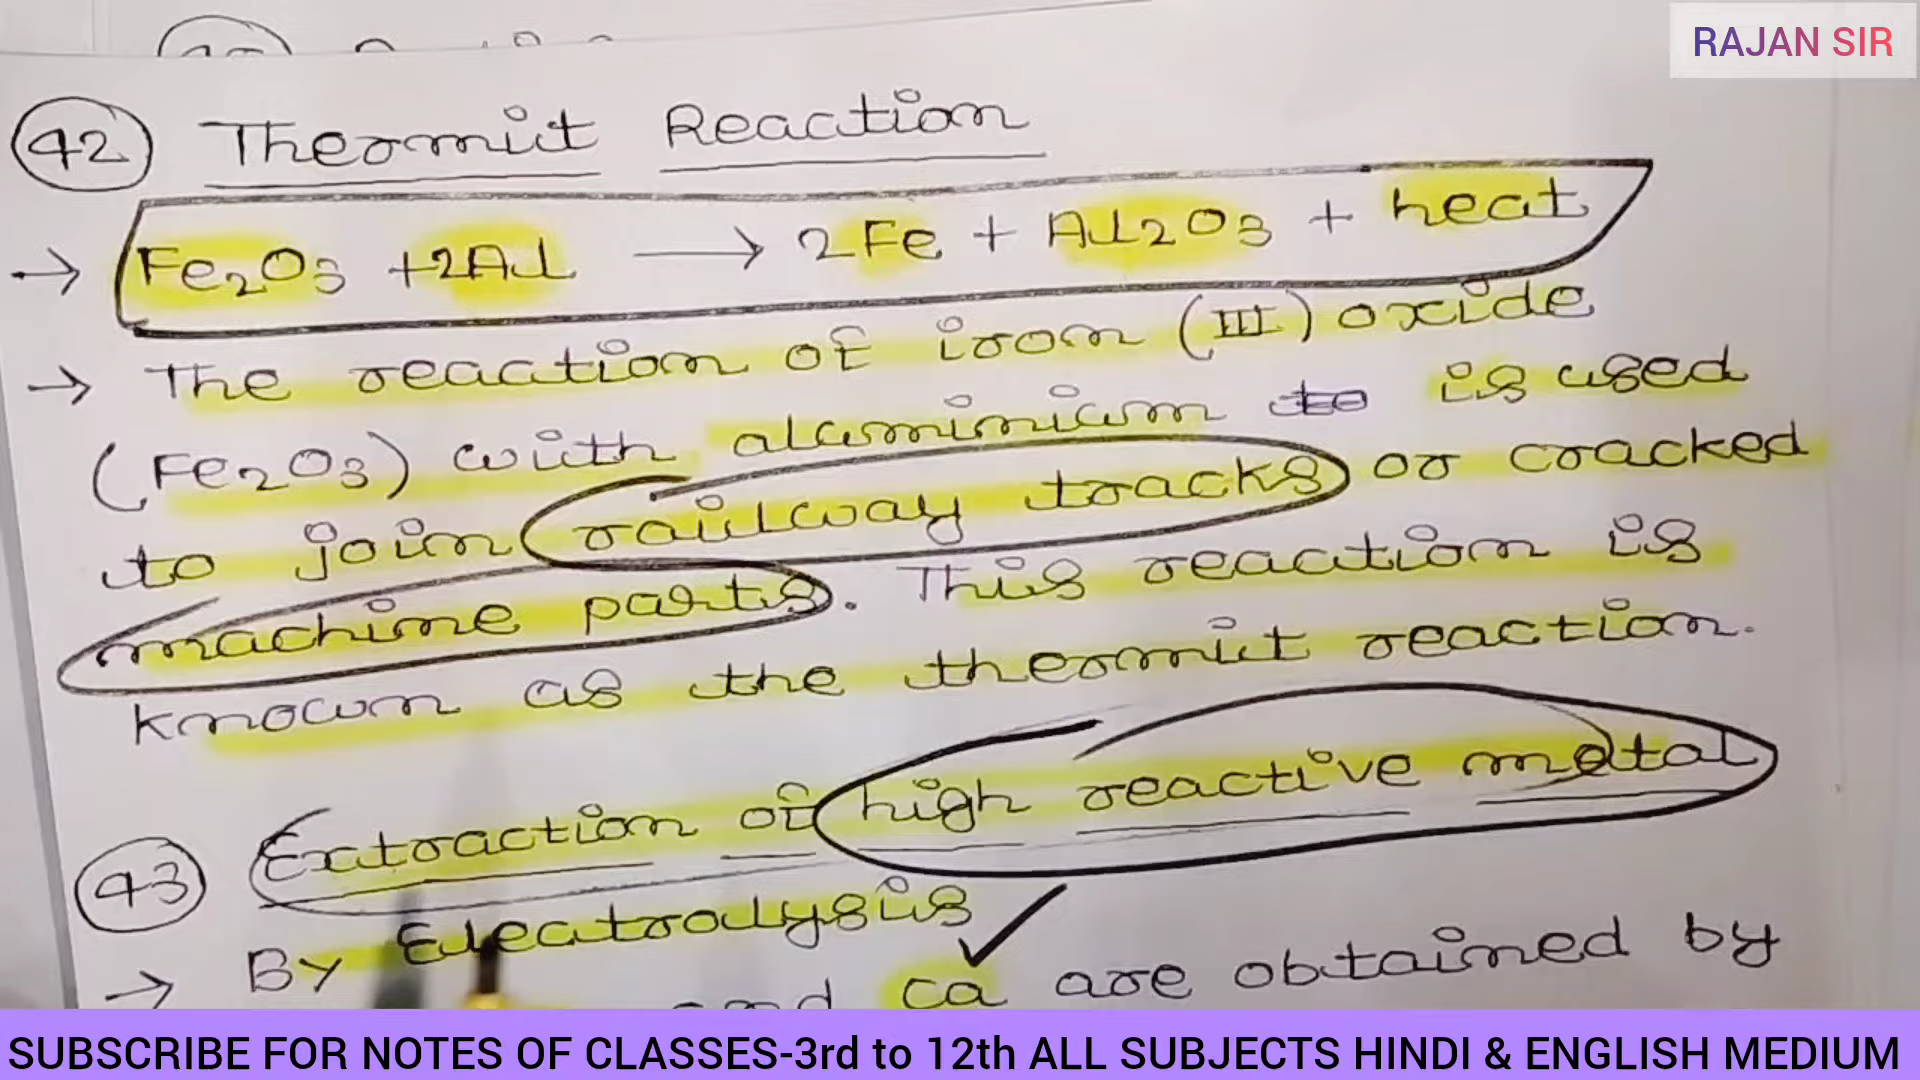 RAJAN SIR
42 Thermit Reaction
→ Fe₂O₃ + 2Al → 2Fe + Al₂O₃ + heat
→ The reaction of iron (III) oxide
(Fe₂O₃) with aluminium is used
to join railway tracks or cracked
machine parts. This reaction is
known as the thermit reaction.
43 Extraction of high reactive metal
→ By Electrolysis
and Ca are obtained by
SUBSCRIBE FOR NOTES OF CLASSES-3rd to 12th ALL SUBJECTS HINDI & ENGLISH MEDIUM